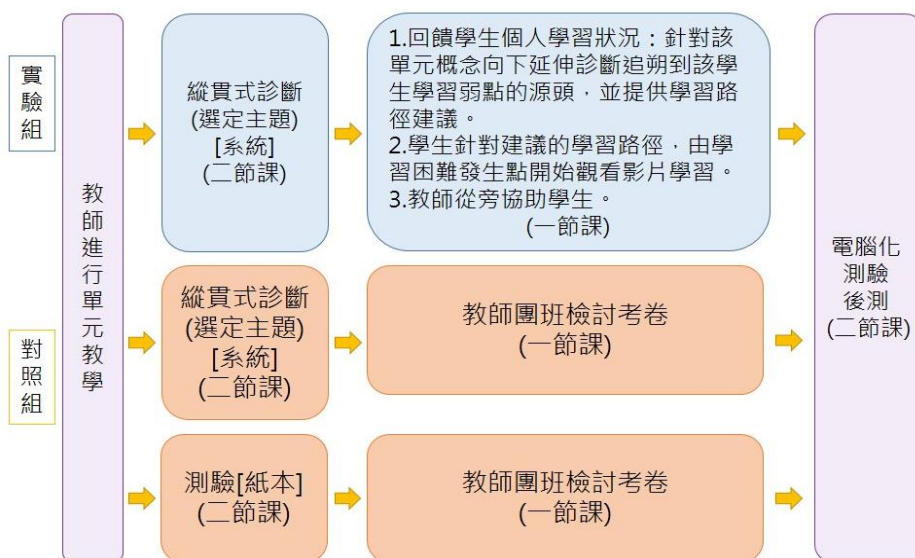 實
驗
組
對
照
組
教
師
進
行
單
元
教
學
縱貫式診斷
(選定主題)
[系統]
(二節課)
1.回饋學生個人學習狀況：針對該
單元概念向下延伸診斷追朔到該學
生學習弱點的源頭，並提供學習路
徑建議。
2.學生針對建議的學習路徑，由學
習困難發生點開始觀看影片學習。
3.教師從旁協助學生。
(一節課)
縱貫式診斷
(選定主題)
[系統]
(二節課)
教師團班檢討考卷
(一節課)
測驗[紙本]
(二節課)
教師團班檢討考卷
(一節課)
電腦化
測驗
後測
(二節課)